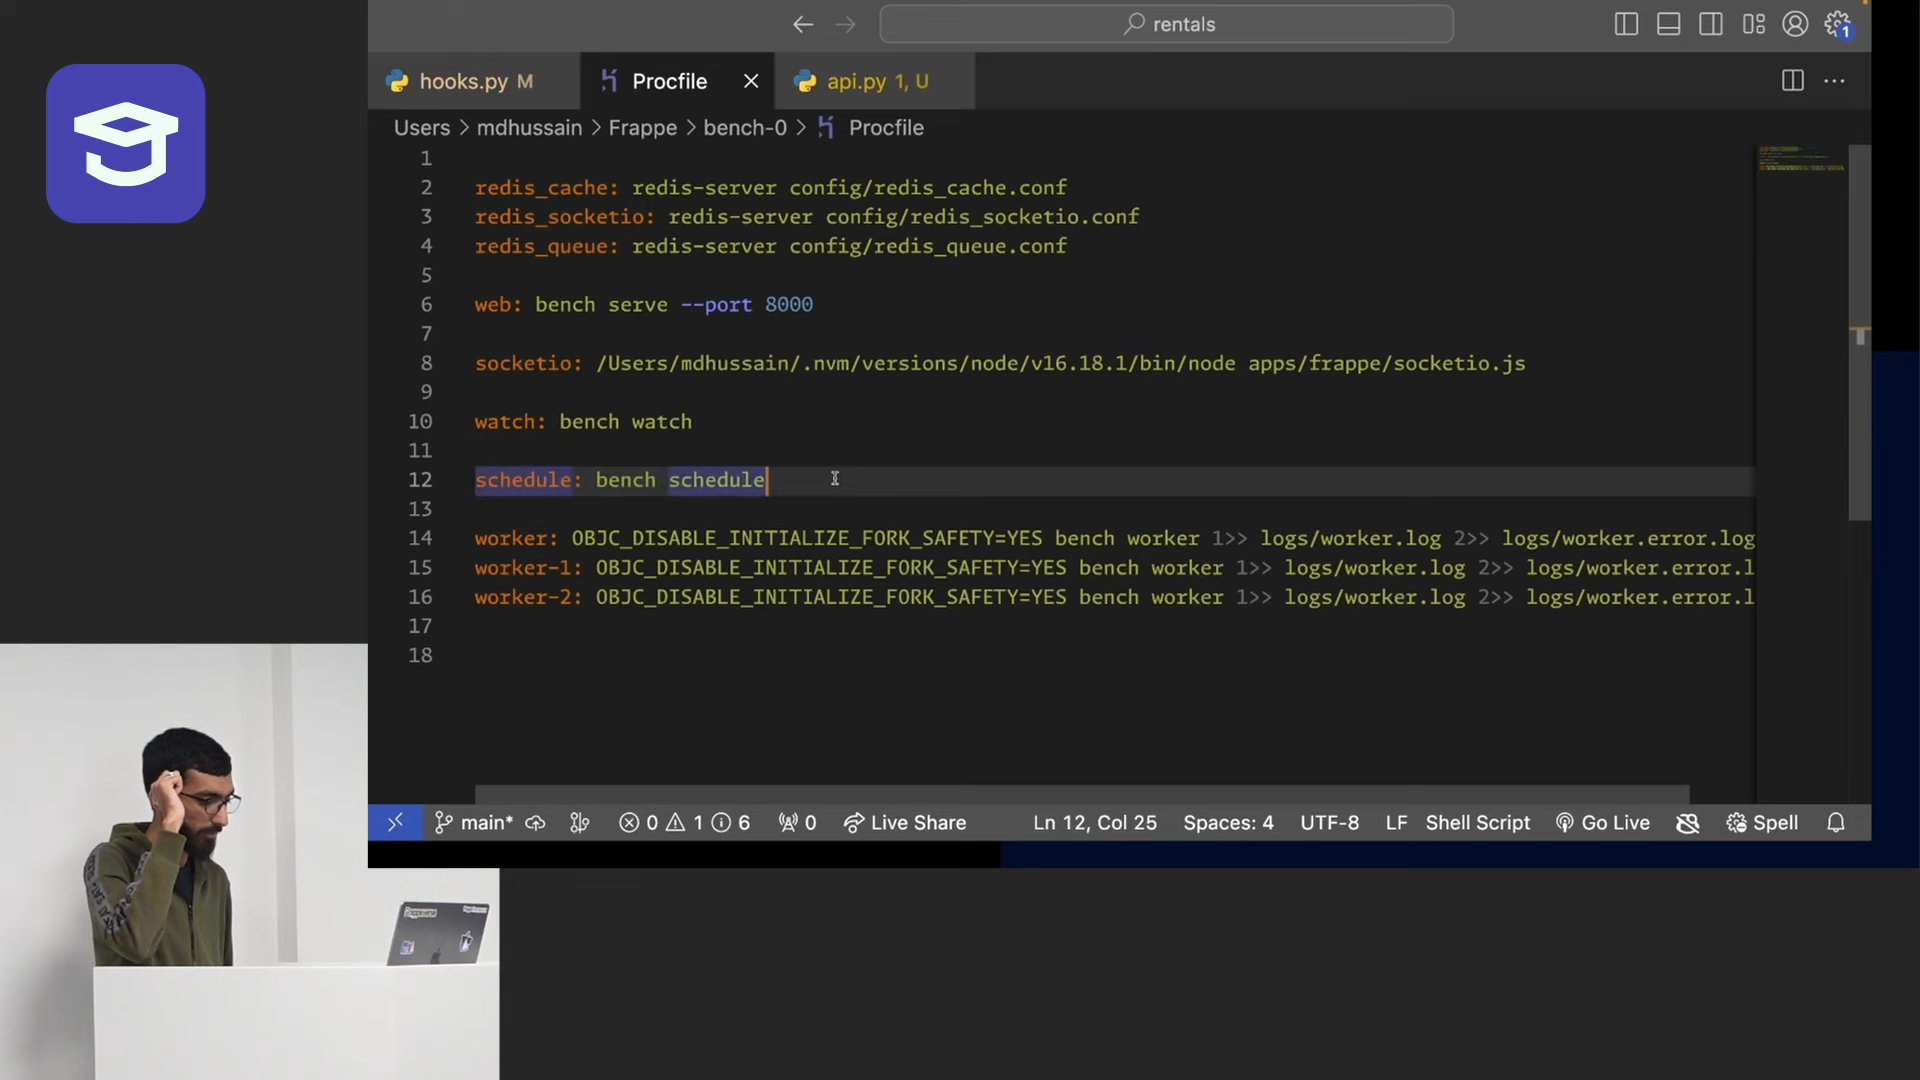 rentals
1
hooks.py M
Procfile
api.py 1, U
Users > mdhussain > Frappe > bench-0 > Procfile
1
2 redis_cache: redis-server config/redis_cache.conf
3 redis_socketio: redis-server config/redis_socketio.conf
4 redis_queue: redis-server config/redis_queue.conf
5
6 web: bench serve --port 8000
7
8 socketio: /Users/mdhussain/.nvm/versions/node/v16.18.1/bin/node apps/frappe/socketio.js
9
10 watch: bench watch
11
12 schedule: bench schedule
13
14 worker: OBJC_DISABLE_INITIALIZE_FORK_SAFETY=YES bench worker 1>> logs/worker.log 2>> logs/worker.error.log
15 worker-1: OBJC_DISABLE_INITIALIZE_FORK_SAFETY=YES bench worker 1>> logs/worker.log 2>> logs/worker.error.l
16 worker-2: OBJC_DISABLE_INITIALIZE_FORK_SAFETY=YES bench worker 1>> logs/worker.log 2>> logs/worker.error.l
17
18
main* 0 1 6 0 Live Share Ln 12, Col 25 Spaces: 4 UTF-8 LF Shell Script Go Live Spell